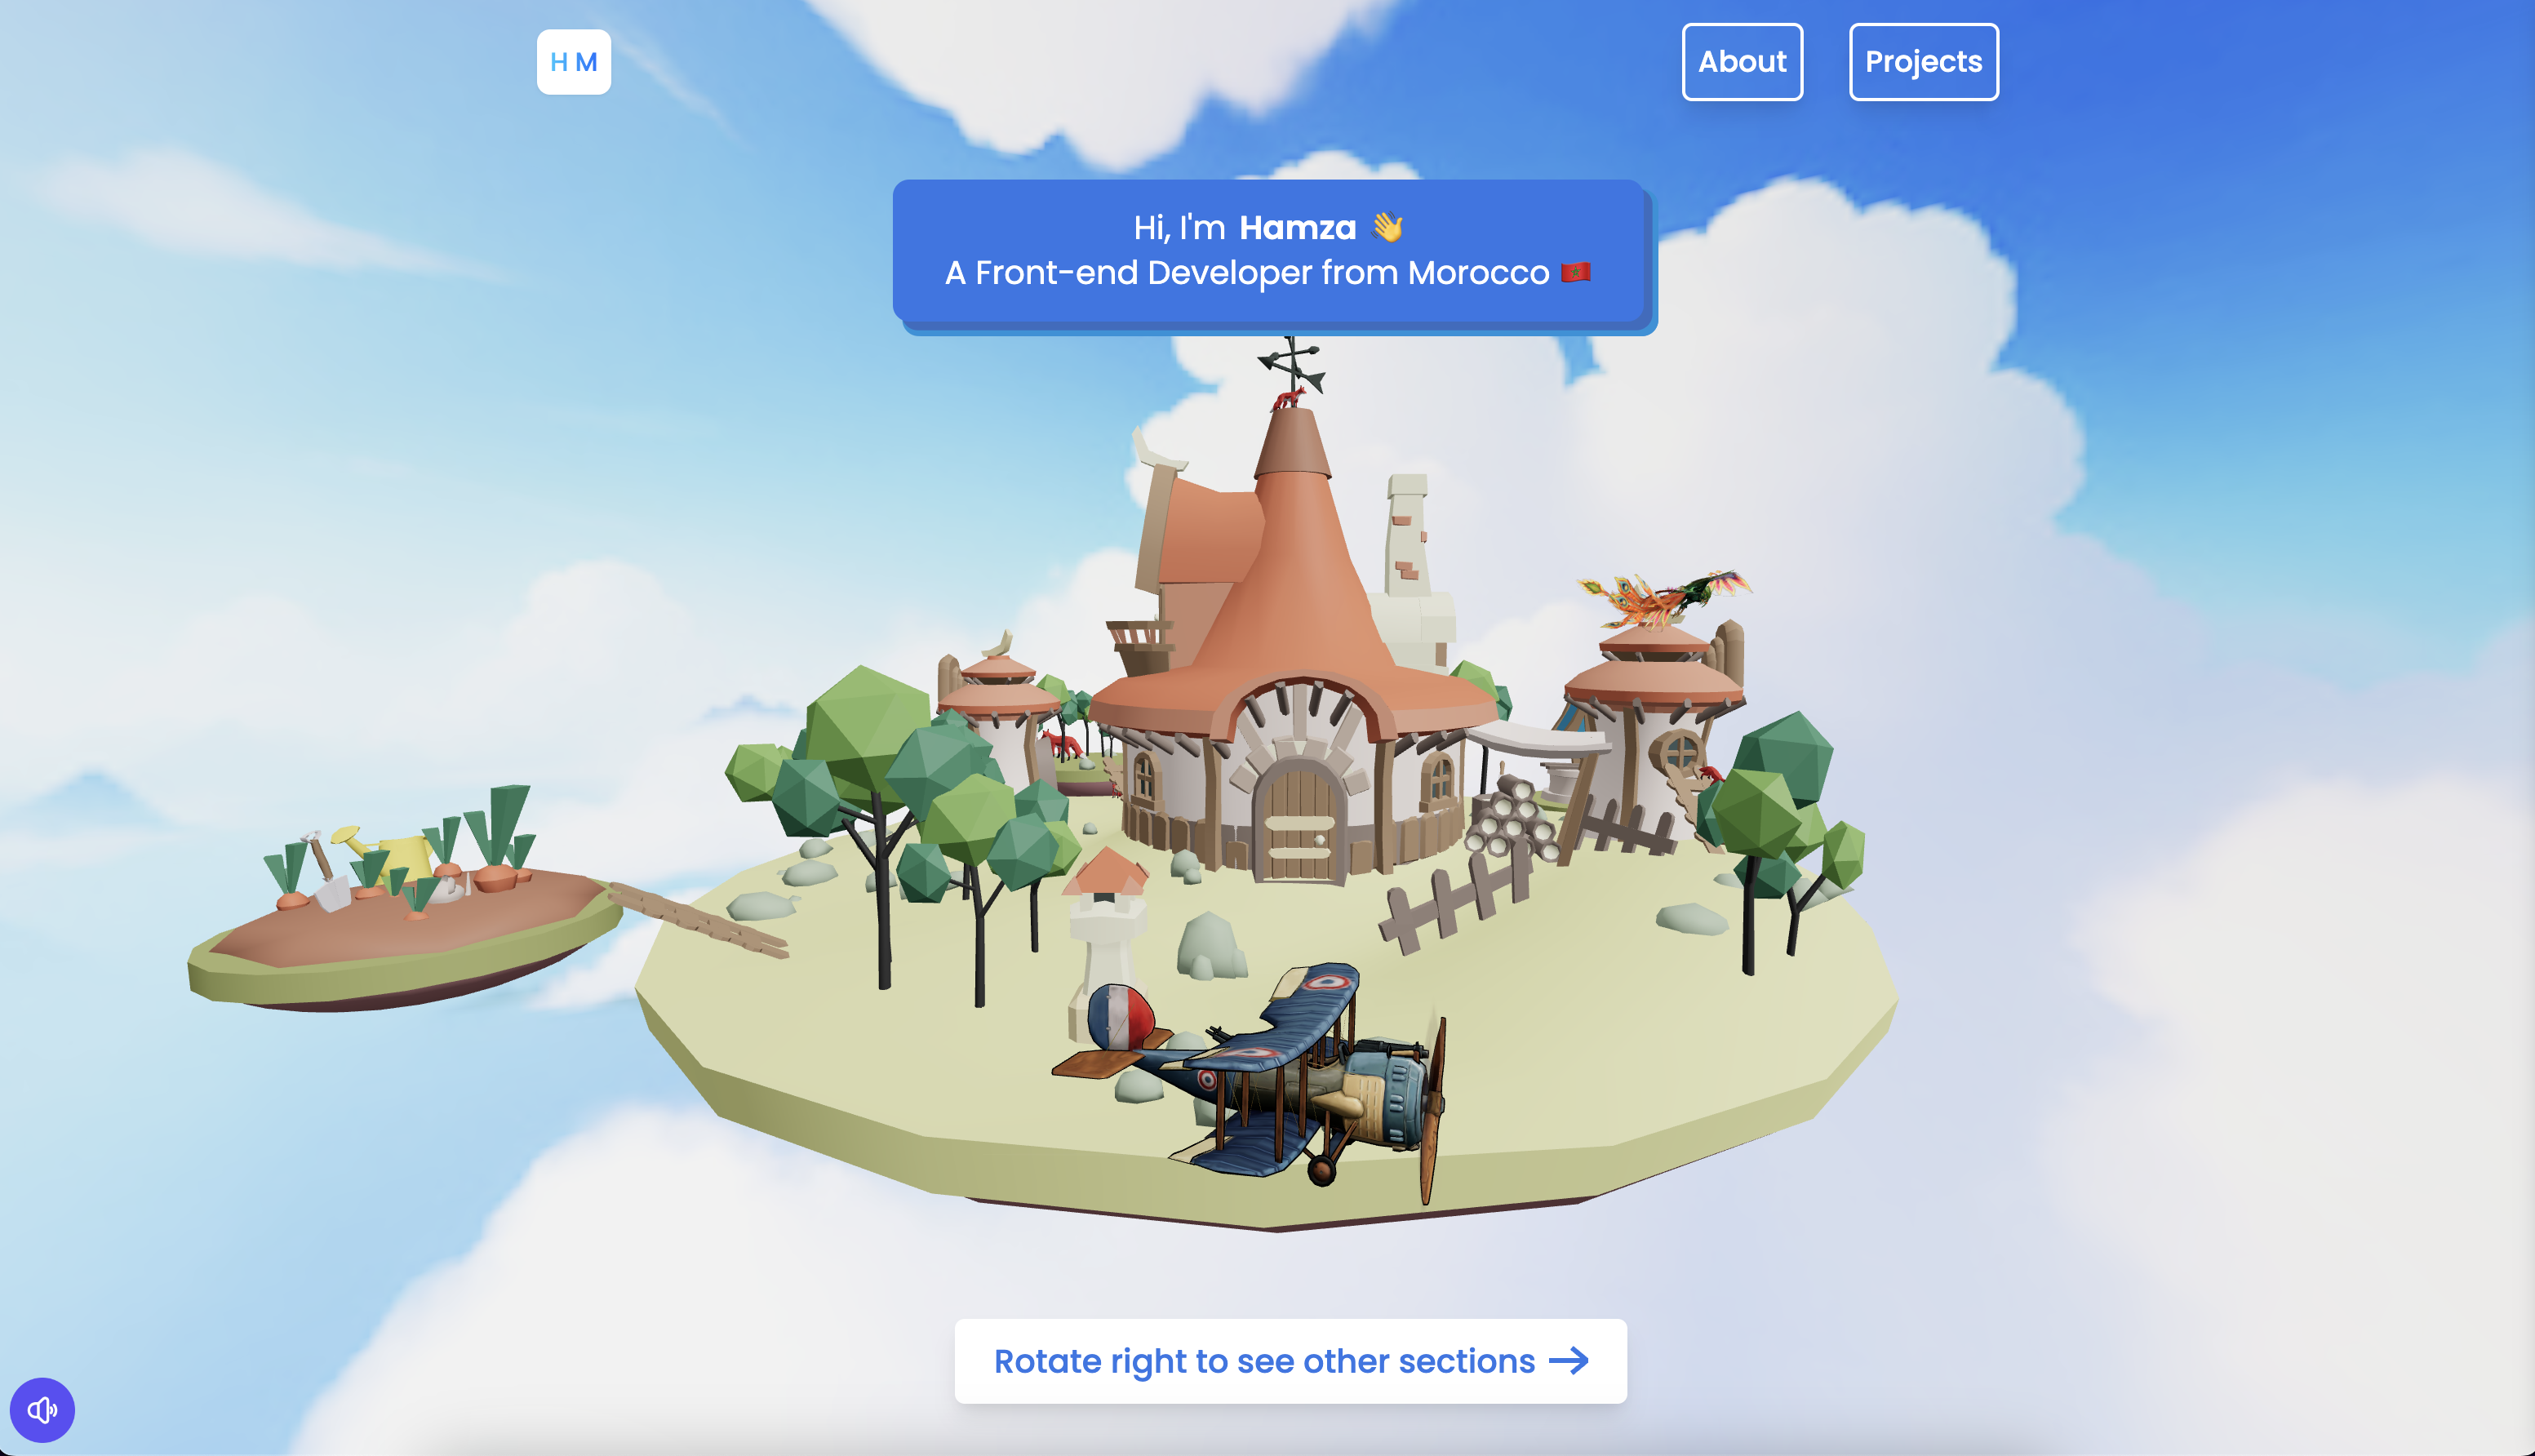 H M
About
Projects
Hi, I'm Hamza 👋
A Front-end Developer from Morocco 🇲🇦
Rotate right to see other sections →